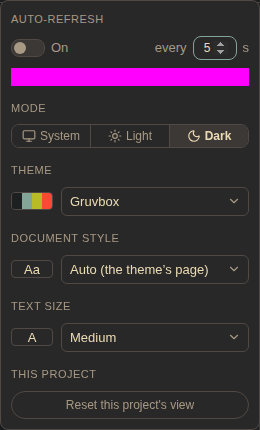 AUTO-REFRESH
On every 5 s
MODE
System Light Dark
THEME
Gruvbox
DOCUMENT STYLE
Aa Auto (the theme's page)
TEXT SIZE
A Medium
THIS PROJECT
Reset this project's view